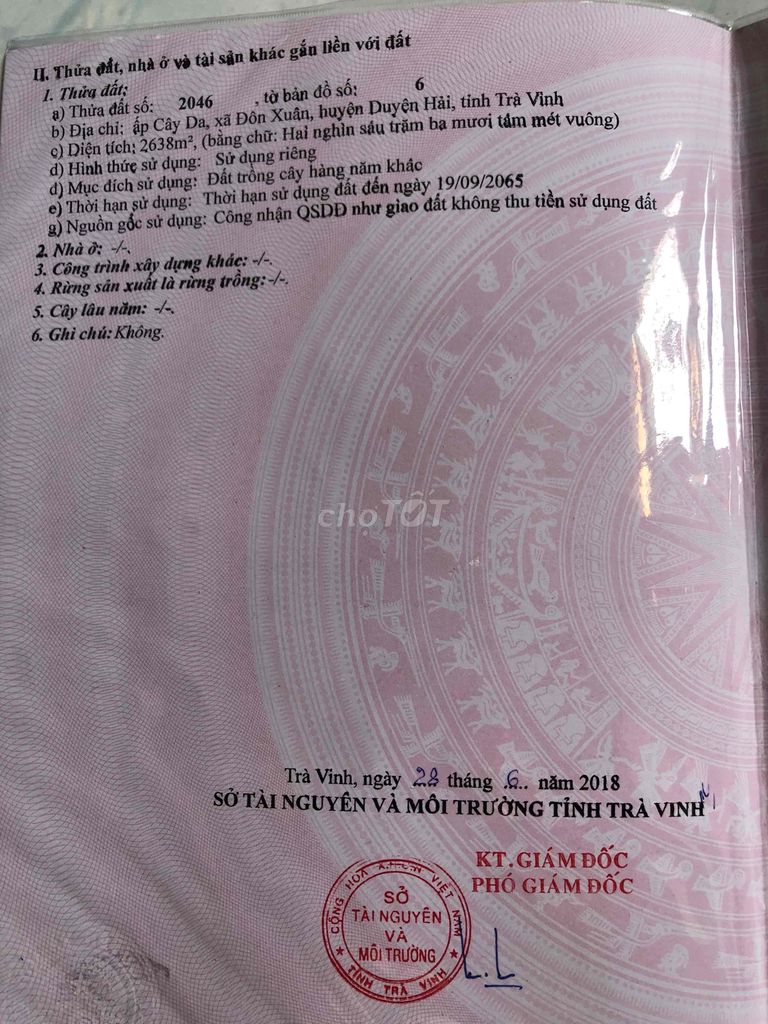 II. Thửa đất, nhà ở và tài sản khác gắn liền với đất
1. Thửa đất:
a) Thửa đất số: 2046 , tờ bản đồ số: 6
b) Địa chỉ: ấp Cây Da, xã Đôn Xuân, huyện Duyên Hải, tỉnh Trà Vinh
c) Diện tích: 2638m², (bằng chữ: Hai nghìn sáu trăm ba mươi tám mét vuông)
d) Hình thức sử dụng: Sử dụng riêng
đ) Mục đích sử dụng: Đất trồng cây hàng năm khác
e) Thời hạn sử dụng: Thời hạn sử dụng đất đến ngày 19/09/2065
g) Nguồn gốc sử dụng: Công nhận QSDĐ như giao đất không thu tiền sử dụng đất
2. Nhà ở: -/-.
3. Công trình xây dựng khác: -/-.
4. Rừng sản xuất là rừng trồng: -/-.
5. Cây lâu năm: -/-.
6. Ghi chú: Không.
choTỐT
Trà Vinh, ngày 28 tháng .6.. năm 2018
SỞ TÀI NGUYÊN VÀ MÔI TRƯỜNG TỈNH TRÀ VINH
KT. GIÁM ĐỐC
PHÓ GIÁM ĐỐC
CỘNG HÒA X.H.C.N VIỆT NAM
SỞ
TÀI NGUYÊN
VÀ
MÔI TRƯỜNG
TỈNH TRÀ VINH